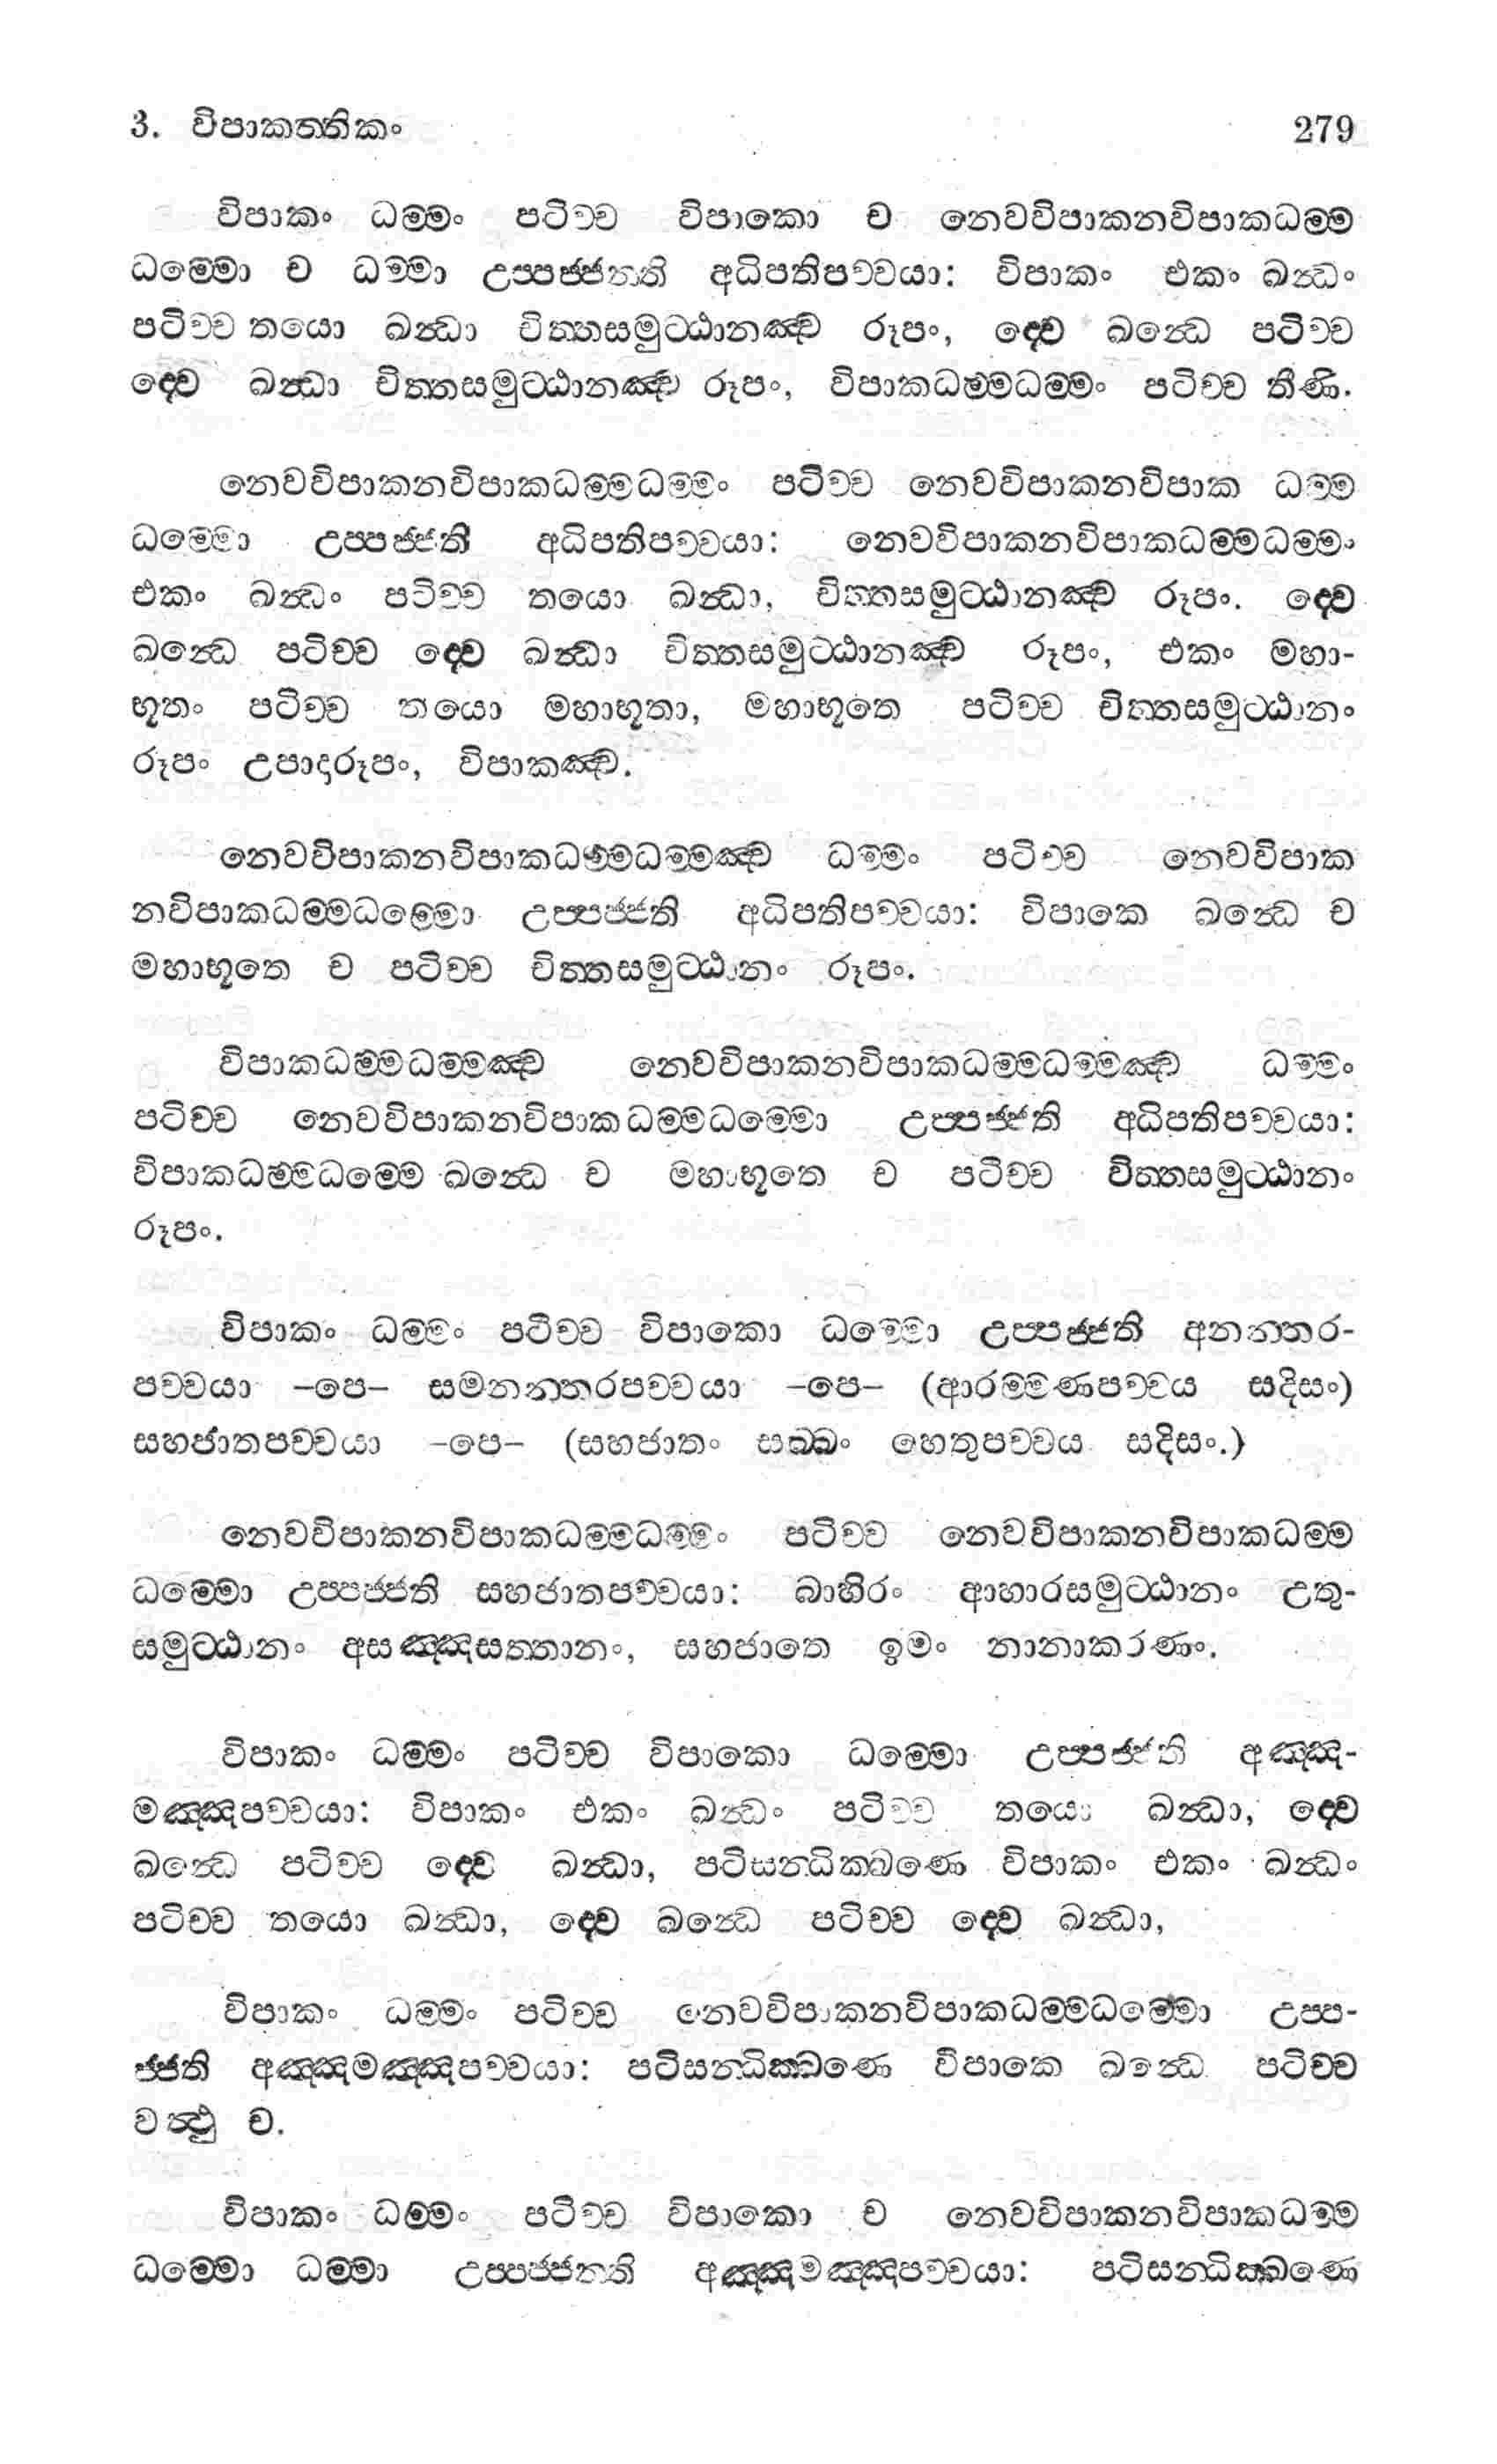 3. විපාකත්තිකං 279
විපාකං ධම්මං පටිච්ච විපාකො ච නෙවවිපාකනවිපාකධම්ම
ධම්මො ච ධම්මා උප්පජ්ජන්ති අධිපතිපච්චයා: විපාකං එකං ඛන්ධං
පටිච්ච තයො ඛන්ධා චිත්තසමුට්ඨානඤ්ච රූපං, ද්වෙ ඛන්ධෙ පටිච්ච
ද්වෙ ඛන්ධා චිත්තසමුට්ඨානඤ්ච රූපං, විපාකධම්මධම්මං පටිච්ච තීණි.
නෙවවිපාකනවිපාකධම්මධම්මං පටිච්ච නෙවවිපාකනවිපාක ධම්ම
ධම්මො උප්පජ්ජති අධිපතිපච්චයා: නෙවවිපාකනවිපාකධම්මධම්මං
එකං ඛන්ධං පටිච්ච තයො ඛන්ධා, චිත්තසමුට්ඨානඤ්ච රූපං. ද්වෙ
ඛන්ධෙ පටිච්ච ද්වෙ ඛන්ධා චිත්තසමුට්ඨානඤ්ච රූපං, එකං මහා-
භූතං පටිච්ච තයො මහාභූතා, මහාභූතෙ පටිච්ච චිත්තසමුට්ඨානං
රූපං උපාදාරූපං, විපාකඤ්ච.
නෙවවිපාකනවිපාකධම්මධම්මඤ්ච ධම්මං පටිච්ච නෙවවිපාක
නවිපාකධම්මධම්මො උප්පජ්ජති අධිපතිපච්චයා: විපාකෙ ඛන්ධෙ ච
මහාභූතෙ ච පටිච්ච චිත්තසමුට්ඨානං රූපං.
විපාකධම්මධම්මඤ්ච නෙවවිපාකනවිපාකධම්මධම්මඤ්ච ධම්මං
පටිච්ච නෙවවිපාකනවිපාකධම්මධම්මො උප්පජ්ජති අධිපතිපච්චයා:
විපාකධම්මධම්මෙ ඛන්ධෙ ච මහාභූතෙ ච පටිච්ච චිත්තසමුට්ඨානං
රූපං.
විපාකං ධම්මං පටිච්ච විපාකො ධම්මො උප්පජ්ජති අනන්තර-
පච්චයා –පෙ– සමනන්තරපච්චයා –පෙ– (ආරම්මණපච්චය සදිසං)
සහජාතපච්චයා –පෙ– (සහජාතං සබ්බං හෙතුපච්චය සදිසං.)
නෙවවිපාකනවිපාකධම්මධම්මං පටිච්ච නෙවවිපාකනවිපාකධම්ම
ධම්මො උප්පජ්ජති සහජාතපච්චයා: බාහිරං ආහාරසමුට්ඨානං උතු-
සමුට්ඨානං අසඤ්ඤසත්තානං, සහජාතෙ ඉමං නානාකරණං.
විපාකං ධම්මං පටිච්ච විපාකො ධම්මො උප්පජ්ජති අඤ්ඤ-
මඤ්ඤපච්චයා: විපාකං එකං ඛන්ධං පටිච්ච තයො ඛන්ධා, ද්වෙ
ඛන්ධෙ පටිච්ච ද්වෙ ඛන්ධා, පටිසන්ධික්ඛණෙ විපාකං එකං ඛන්ධං
පටිච්ච තයො ඛන්ධා, ද්වෙ ඛන්ධෙ පටිච්ච ද්වෙ ඛන්ධා,
විපාකං ධම්මං පටිච්ච නෙවවිපාකනවිපාකධම්මධම්මො උප්ප-
ජ්ජති අඤ්ඤමඤ්ඤපච්චයා: පටිසන්ධික්ඛණෙ විපාකෙ ඛන්ධෙ පටිච්ච
වත්ථු ච.
විපාකං ධම්මං පටිච්ච විපාකො ච නෙවවිපාකනවිපාකධම්ම
ධම්මො ධම්මා උප්පජ්ජන්ති අඤ්ඤමඤ්ඤපච්චයා: පටිසන්ධික්ඛණෙ